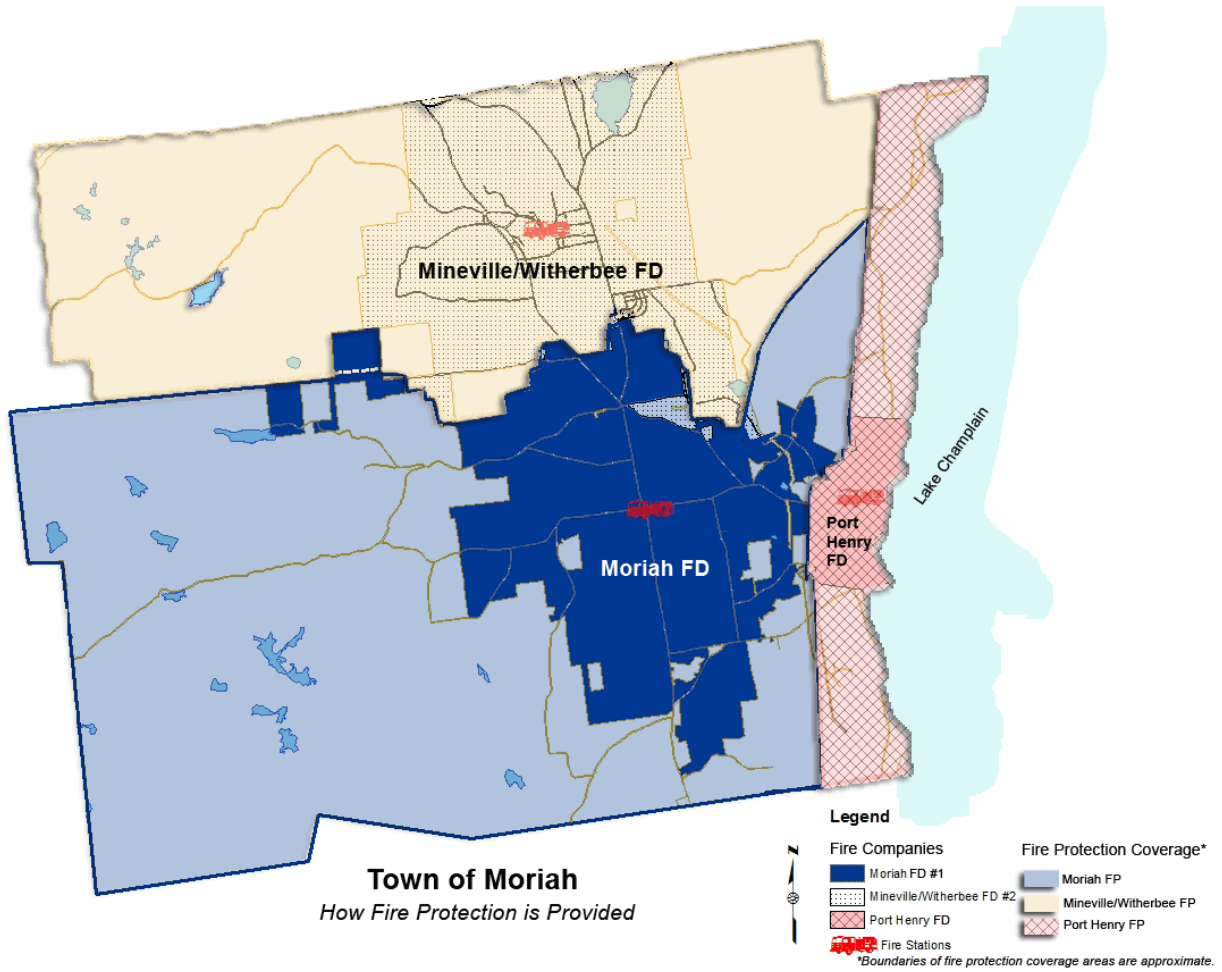 Mineville/Witherbee FD
Lake Champlain
Port
Henry
FD
Moriah FD
Town of Moriah
How Fire Protection is Provided
N
Legend
Fire Companies
Moriah FD #1
Mineville/Witherbee FD #2
Port Henry FD
Fire Stations
Fire Protection Coverage*
Moriah FP
Mineville/Witherbee FP
Port Henry FP
*Boundaries of fire protection coverage areas are approximate.